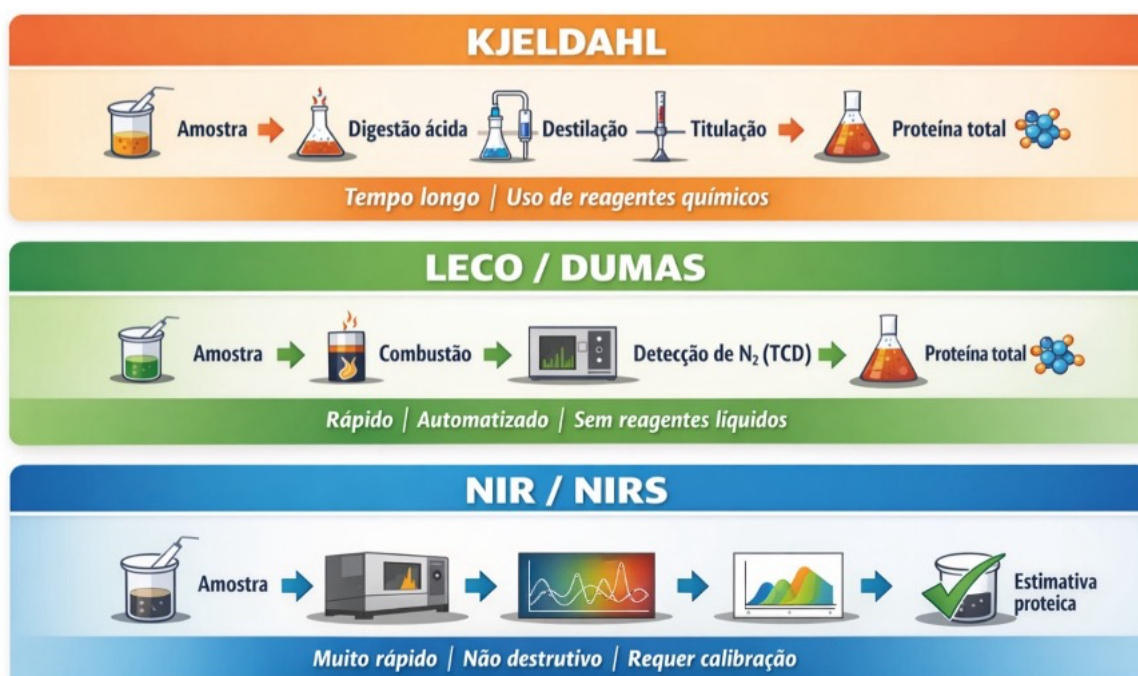 KJELDAHL
Amostra Digestão ácida Destilação Titulação Proteína total
Tempo longo | Uso de reagentes químicos
LECO / DUMAS
Amostra Combustão Detecção de N₂ (TCD) Proteína total
Rápido | Automatizado | Sem reagentes líquidos
NIR / NIRS
Amostra Estimativa
proteica
Muito rápido | Não destrutivo | Requer calibração